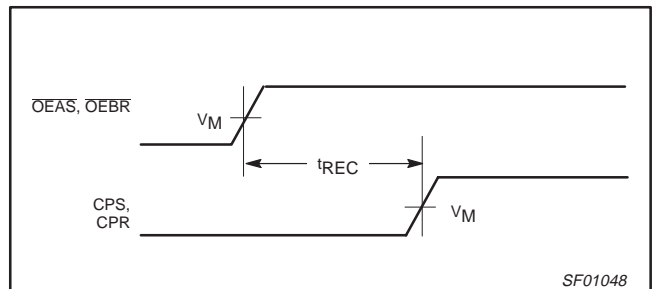 OEAS, OEBR
VM
tREC
CPS,
CPR
VM
SF01048